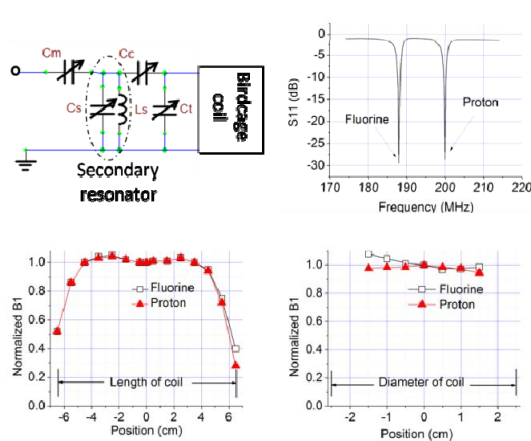 Cm
Cc
Cs
Ls
Ct
Birdcage
coil
Secondary
resonator
0
-5
-10
-15
-20
-25
-30
S11 (dB)
Fluorine
Proton
170 180 190 200 210 220
Frequency (MHz)
1.0
0.8
0.6
0.4
0.2
0.0
Normalized B1
Fluorine
Proton
Length of coil
-6 -4 -2 0 2 4 6
Position (cm)
1.0
0.8
0.6
0.4
0.2
0.0
Normalized B1
Fluorine
Proton
Diameter of coil
-2 -1 0 1 2
Position (cm)